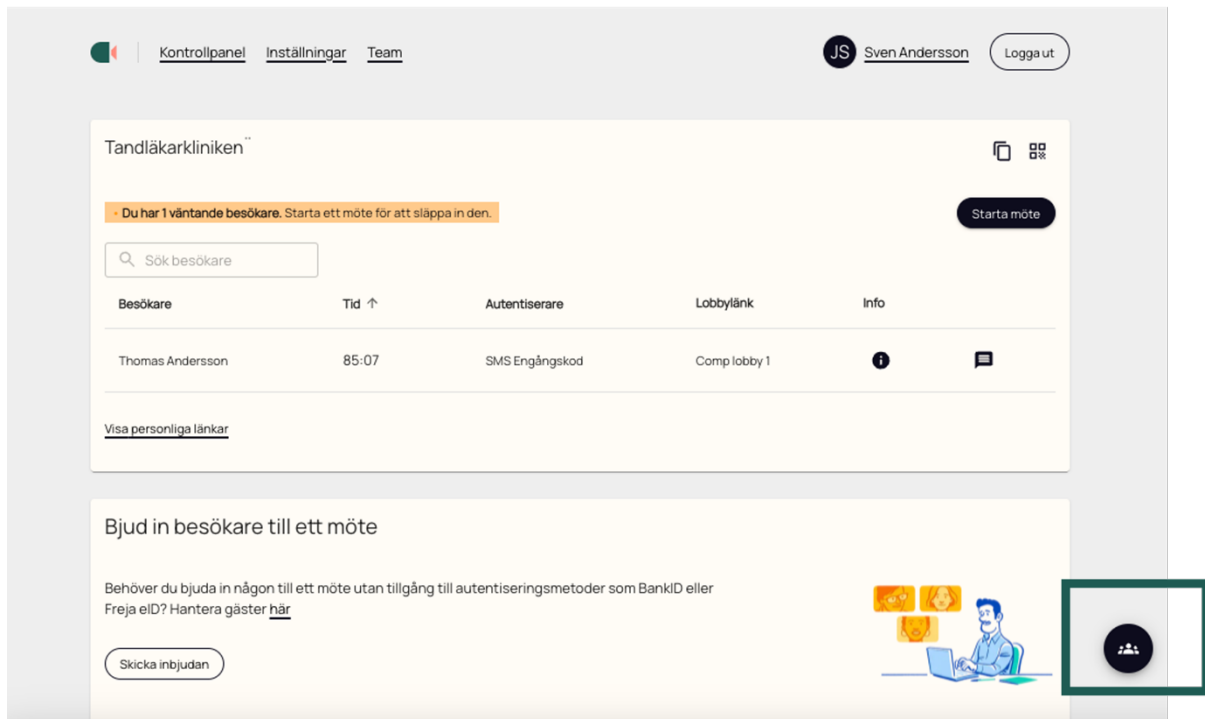 Kontrollpanel Inställningar Team JS Sven Andersson Logga ut
Tandläkarkliniken¨
Du har 1 väntande besökare. Starta ett möte för att släppa in den. Starta möte
Sök besökare
Besökare Tid ↑ Autentiserare Lobbylänk Info
Thomas Andersson 85:07 SMS Engångskod Comp lobby 1
Visa personliga länkar
Bjud in besökare till ett möte
Behöver du bjuda in någon till ett möte utan tillgång till autentiseringsmetoder som BankID eller
Freja eID? Hantera gäster här
Skicka inbjudan